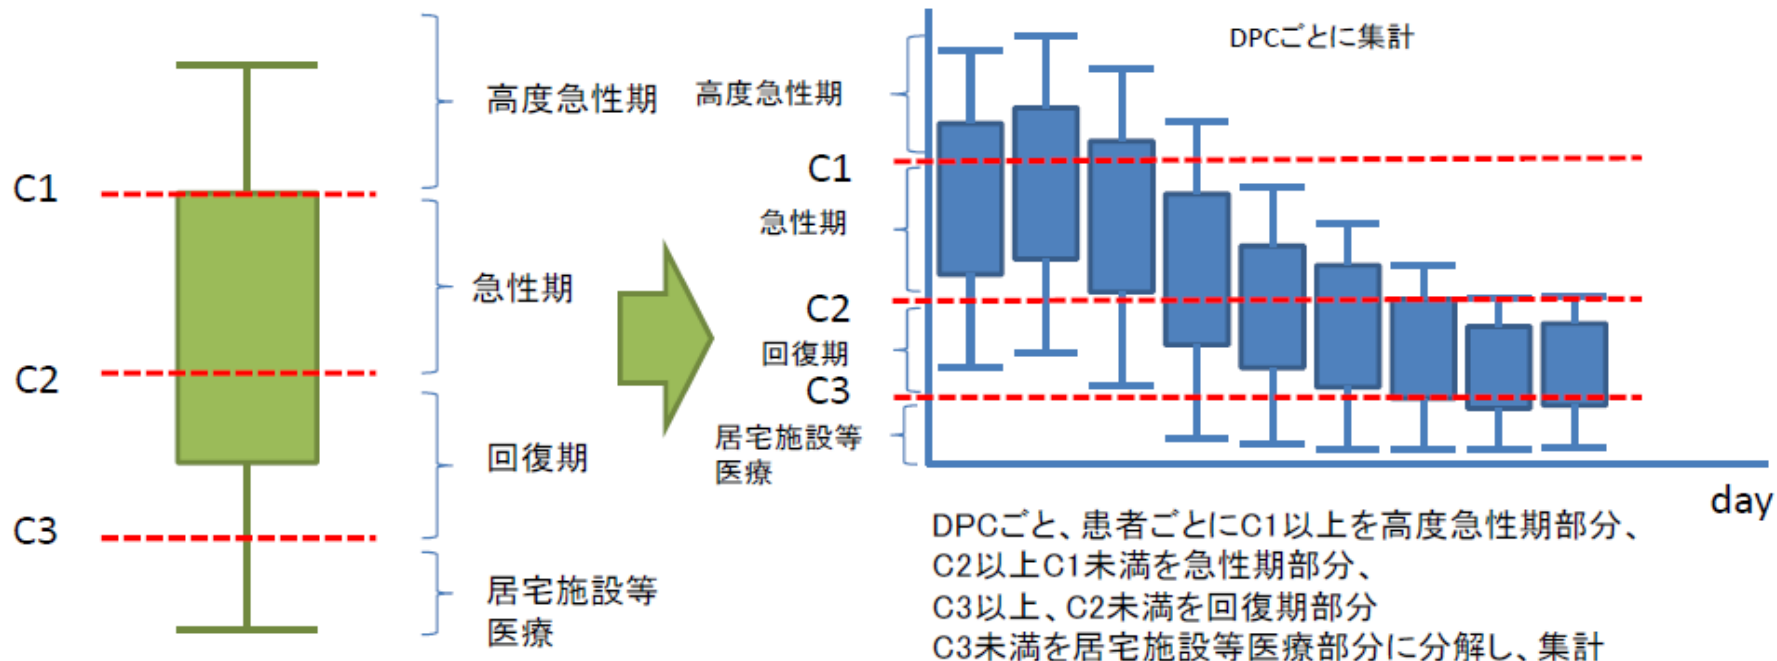 高度急性期
C1
急性期
C2
回復期
C3
居宅施設等
医療
DPCごとに集計
高度急性期
C1
急性期
C2
回復期
C3
居宅施設等
医療
day
DPCごと、患者ごとにC1以上を高度急性期部分、
C2以上C1未満を急性期部分、
C3以上、C2未満を回復期部分
C3未満を居宅施設等医療部分に分解し、集計